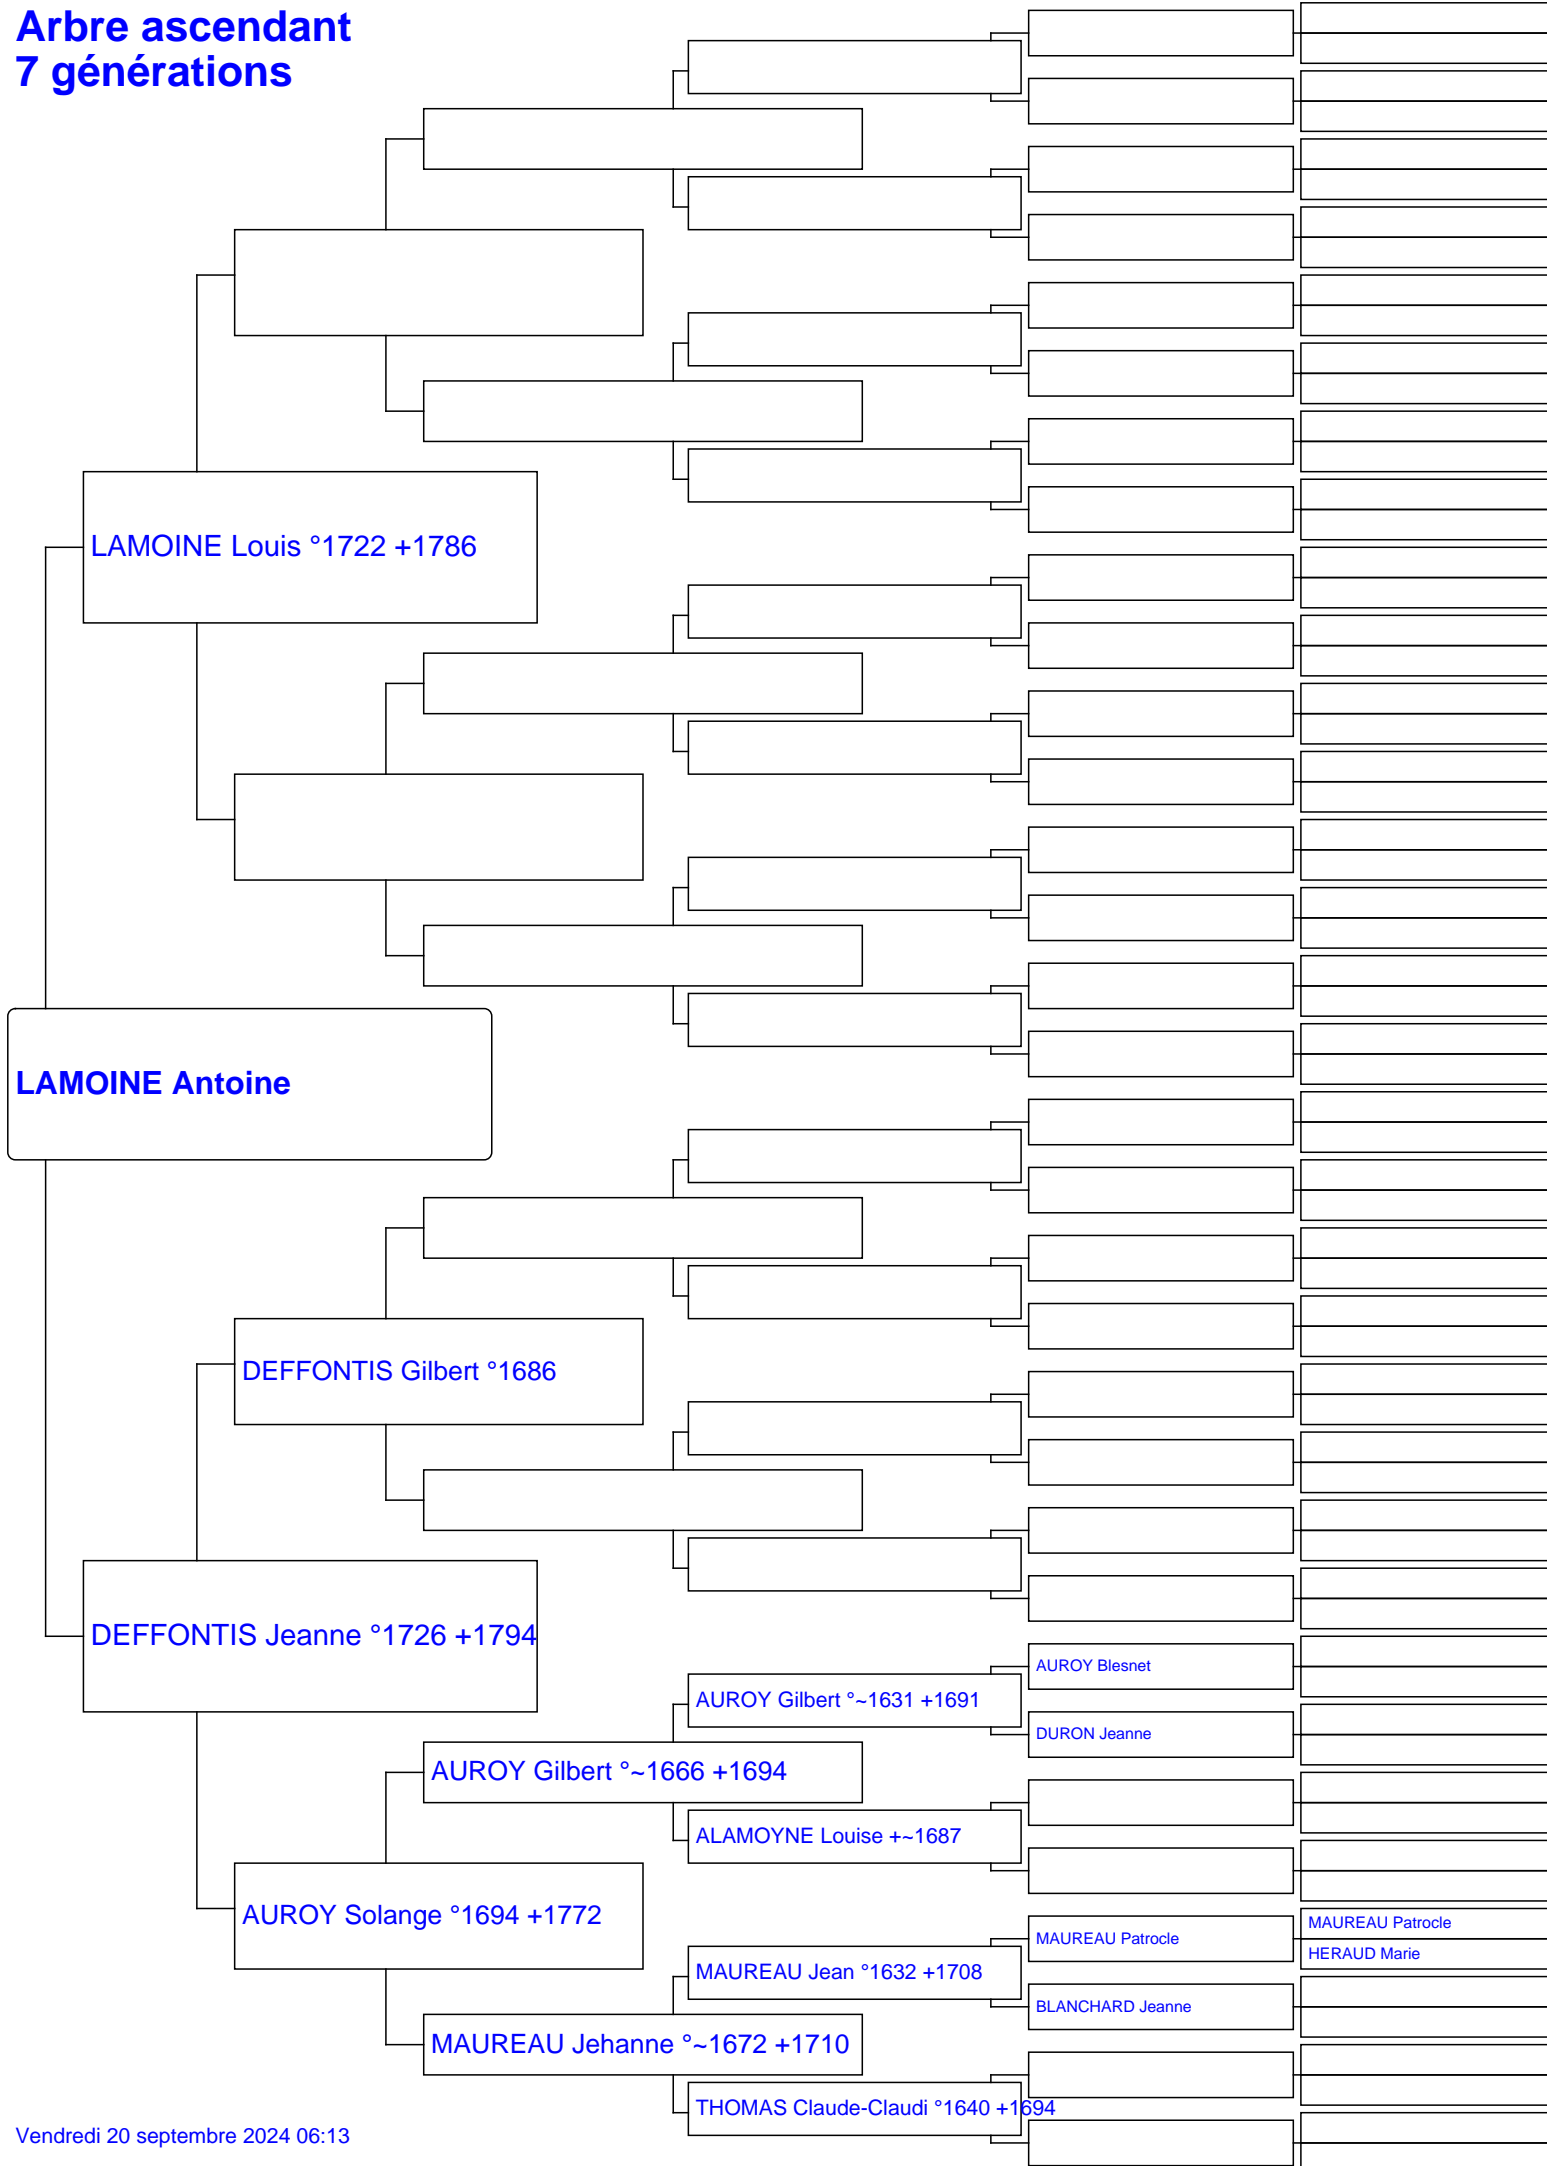 Arbre ascendant
7 générations
LAMOINE Louis °1722 +1786
LAMOINE Antoine
DEFFONTIS Gilbert °1686
DEFFONTIS Jeanne °1726 +1794
AUROY Blesnet
AUROY Gilbert °~1631 +1691
DURON Jeanne
AUROY Gilbert °~1666 +1694
ALAMOYNE Louise +~1687
AUROY Solange °1694 +1772
MAUREAU Patrocle
HERAUD Marie
MAUREAU Patrocle
MAUREAU Jean °1632 +1708
BLANCHARD Jeanne
MAUREAU Jehanne °~1672 +1710
THOMAS Claude-Claudi °1640 +1694
Vendredi 20 septembre 2024 06:13